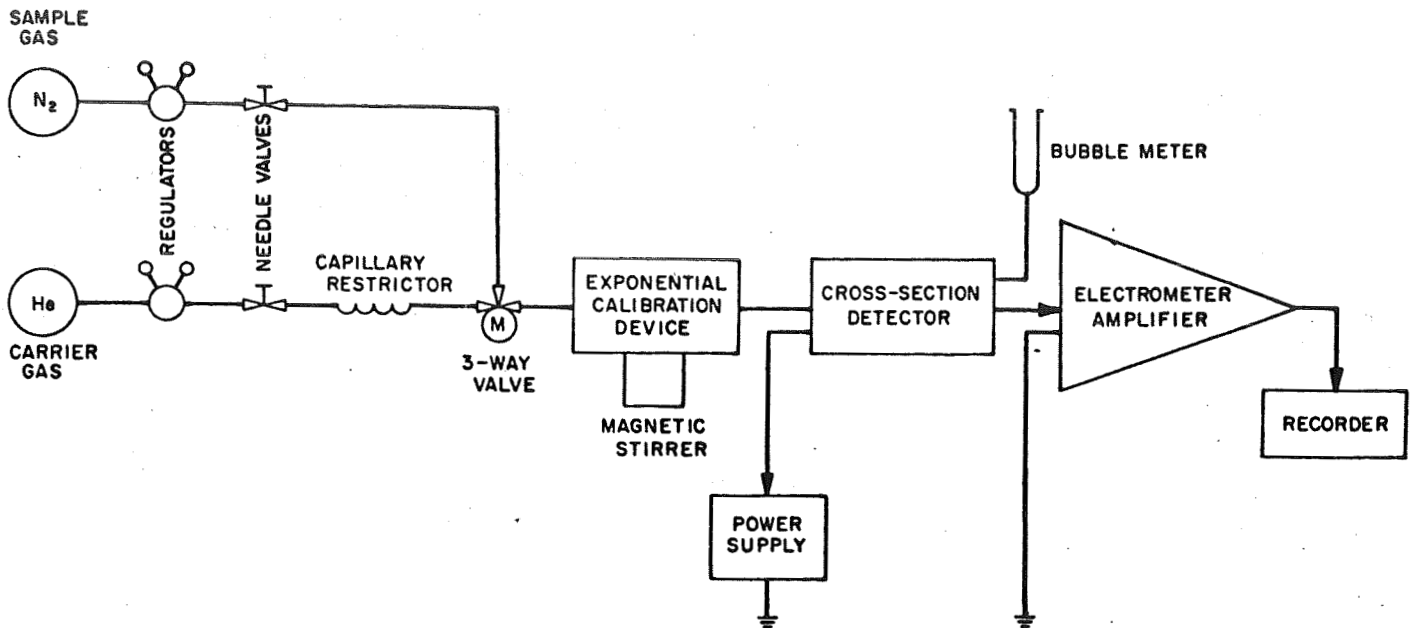 SAMPLE
GAS
N2
REGULATORS
NEEDLE VALVES
He
CARRIER
GAS
CAPILLARY
RESTRICTOR
M
3-WAY
VALVE
EXPONENTIAL
CALIBRATION
DEVICE
MAGNETIC
STIRRER
CROSS-SECTION
DETECTOR
POWER
SUPPLY
BUBBLE METER
ELECTROMETER
AMPLIFIER
RECORDER